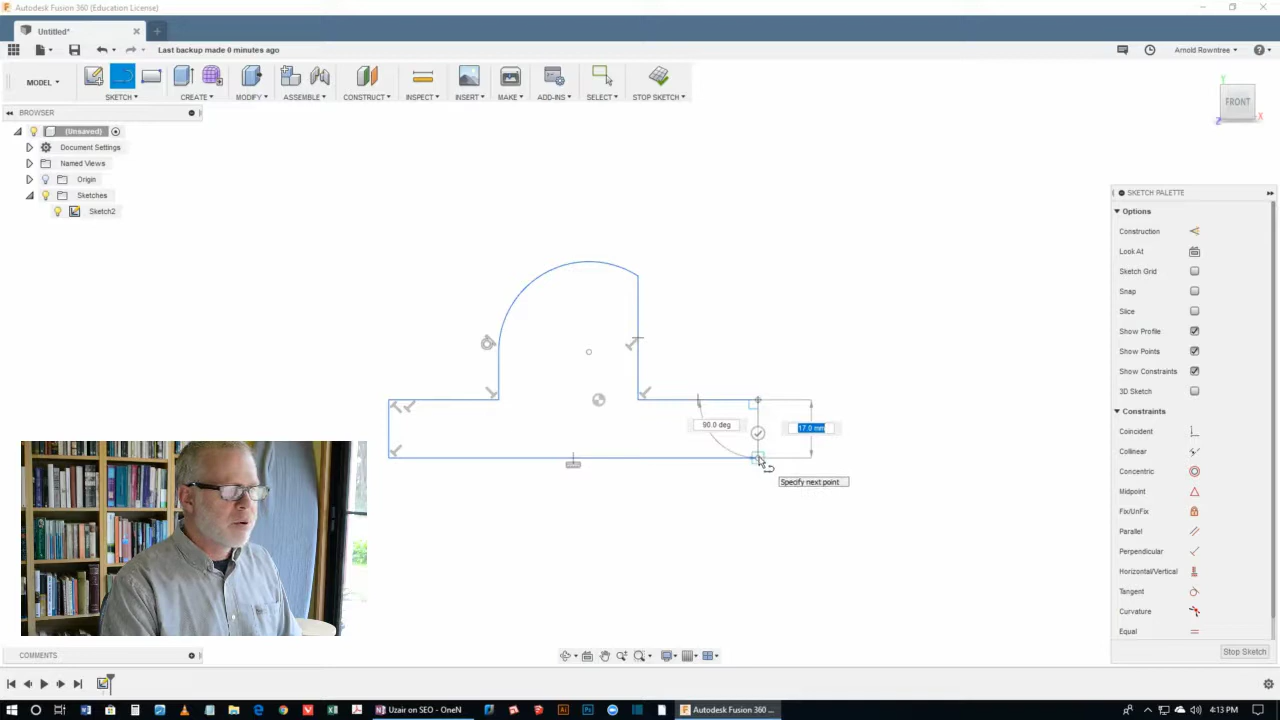 Autodesk Fusion 360 (Education License)
Untitled*
Last backup made 0 minutes ago
Arnold Rowntree
MODEL
SKETCH
CREATE
MODIFY
ASSEMBLE
CONSTRUCT
INSPECT
INSERT
MAKE
ADD-INS
SELECT
STOP SKETCH
BROWSER
(Unsaved)
Document Settings
Named Views
Origin
Sketches
Sketch2
Y
FRONT
X
Z
SKETCH PALETTE
Options
Construction
Look At
Sketch Grid
Snap
Slice
Show Profile
Show Points
Show Constraints
3D Sketch
Constraints
Coincident
Collinear
Concentric
Midpoint
Fix/UnFix
Parallel
Perpendicular
Horizontal/Vertical
Tangent
Curvature
Equal
Stop Sketch
90.0 deg
17.0 mm
Specify next point
COMMENTS
Uzair on SEO - OneN
Autodesk Fusion 360 ...
4:13 PM